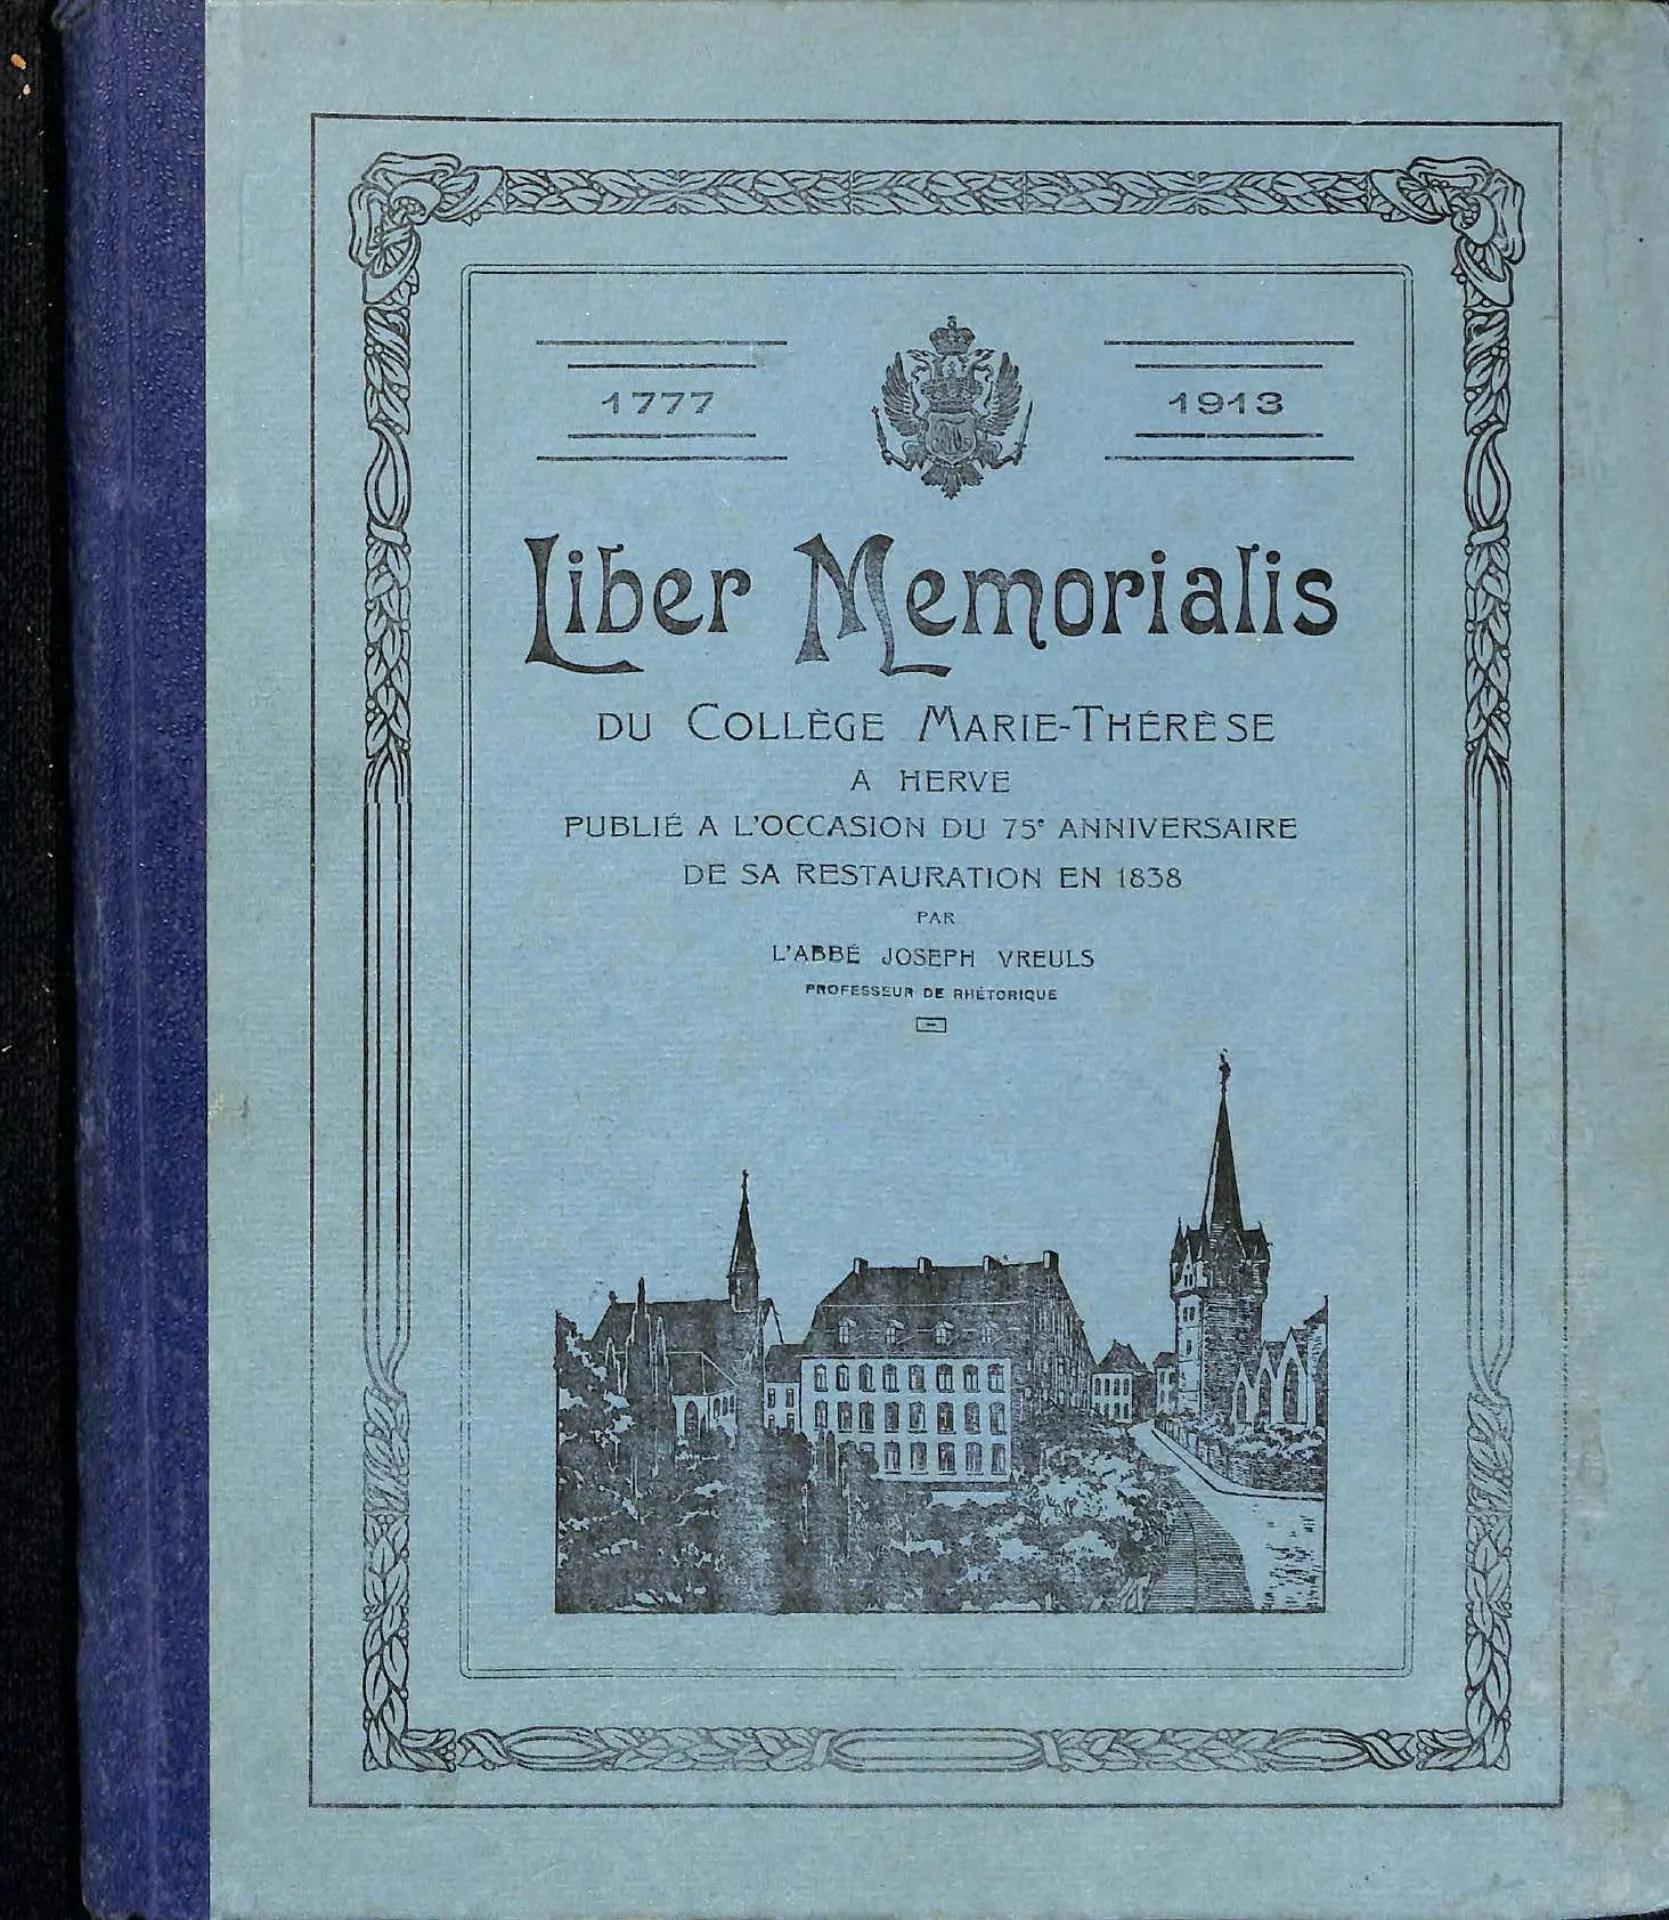 1777
1913
Liber Memorialis
DU COLLÈGE MARIE-THÉRÈSE
A HERVE
PUBLIÉ A L'OCCASION DU 75e ANNIVERSAIRE
DE SA RESTAURATION EN 1838
PAR
L'ABBÉ JOSEPH VREULS
PROFESSEUR DE RHÉTORIQUE